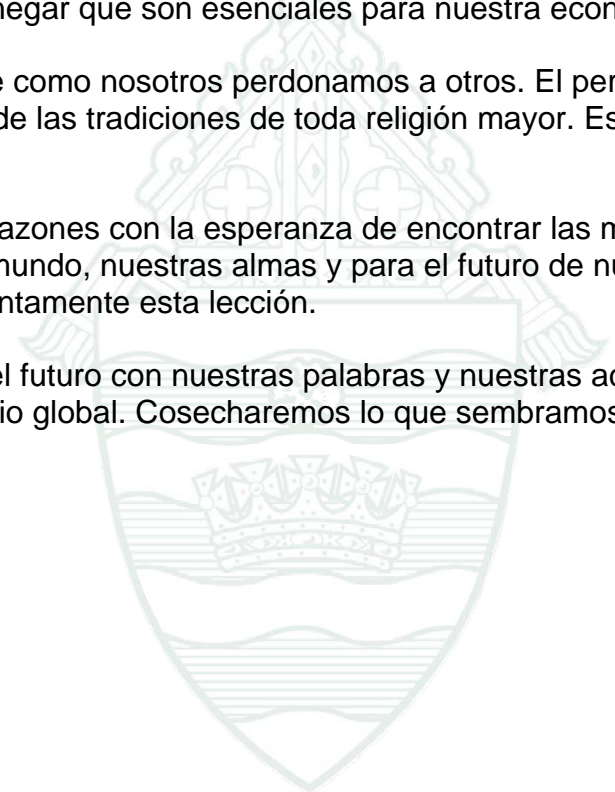 negar que son esenciales para nuestra econ
como nosotros perdonamos a otros. El per
de las tradiciones de toda religión mayor. Es
azones con la esperanza de encontrar las m
mundo, nuestras almas y para el futuro de nu
ntamente esta lección.
el futuro con nuestras palabras y nuestras ac
io global. Cosecharemos lo que sembramos